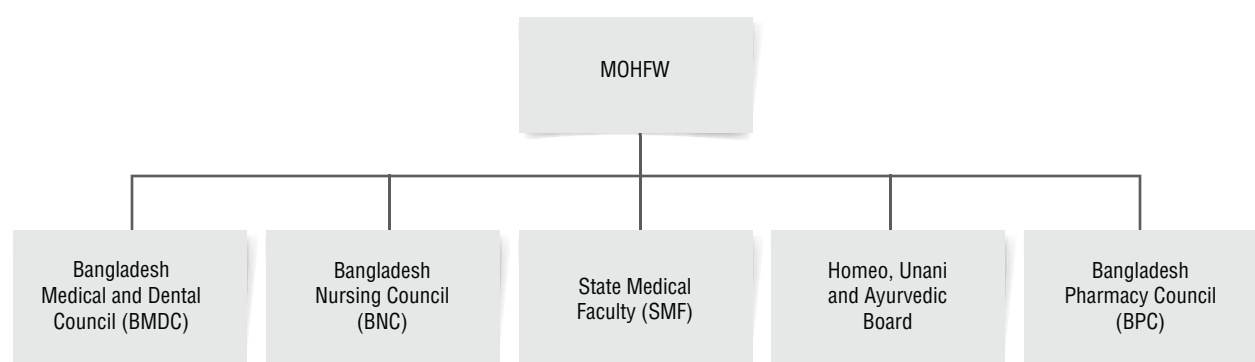 MOHFW
Bangladesh
Medical and Dental
Council (BMDC)
Bangladesh
Nursing Council
(BNC)
State Medical
Faculty (SMF)
Homeo, Unani
and Ayurvedic
Board
Bangladesh
Pharmacy Council
(BPC)